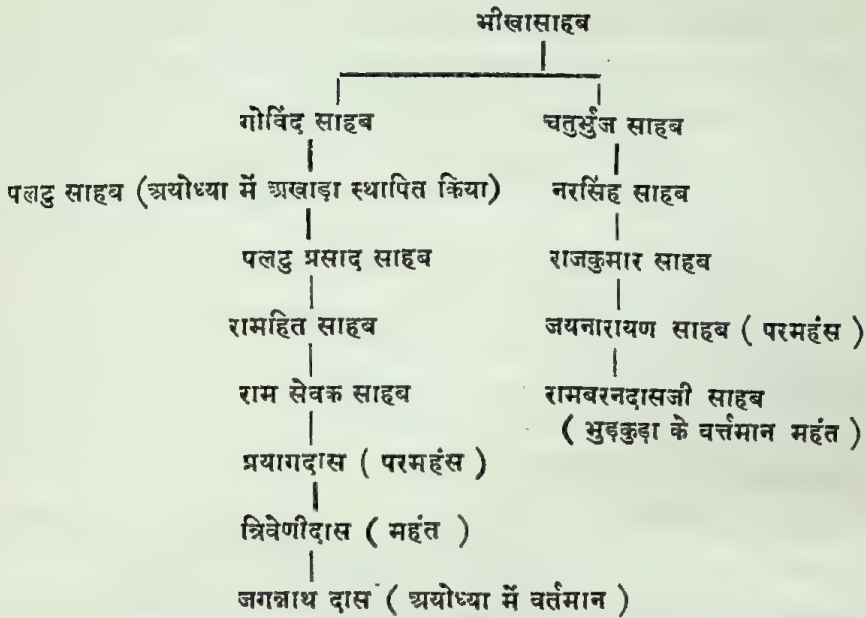 भीखासाहब
गोविंद साहब चतुर्भुज साहब
पलटु साहब (अयोध्या में अखाड़ा स्थापित किया) नरसिंह साहब
पलटु प्रसाद साहब राजकुमार साहब
रामहित साहब जयनारायण साहब ( परमहंस )
राम सेवक साहब रामबरनदासजी साहब
( भुड़कुड़ा के वर्त्तमान महंत )
प्रयागदास ( परमहंस )
त्रिवेणीदास ( महंत )
जगन्नाथ दास ( अयोध्या में वर्तमान )